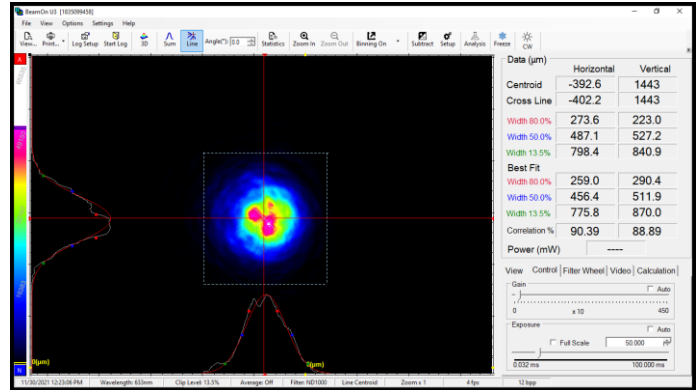 BeamOn U3 [1035099458]
File View Options Settings Help
View... Print... Log Setup Start Log 3D Sum Line Angle(°): 0.0 Statistics Zoom In Zoom Out Binning On Subtract Setup Analysis Freeze CW
A
N
0(µm)
0(µm)
Data (µm)
Horizontal Vertical
Centroid -392.6 1443
Cross Line -402.2 1443
Width 80.0% 273.6 223.0
Width 50.0% 487.1 527.2
Width 13.5% 798.4 840.9
Best Fit
Width 80.0% 259.0 290.4
Width 50.0% 456.4 511.9
Width 13.5% 775.8 870.0
Correlation % 90.39 88.89
Power (mW) ----
View Control Filter Wheel Video Calculation
Gain
Auto
0 x 10 450
Exposure
Auto
Full Scale 50.000
0.032 ms 100.000 ms
11/30/2021 12:23:06 PM Wavelength: 633nm Clip Level: 13.5% Average: Off Filter: ND1000 Line Centroid Zoom x 1 4 fps 12 bpp